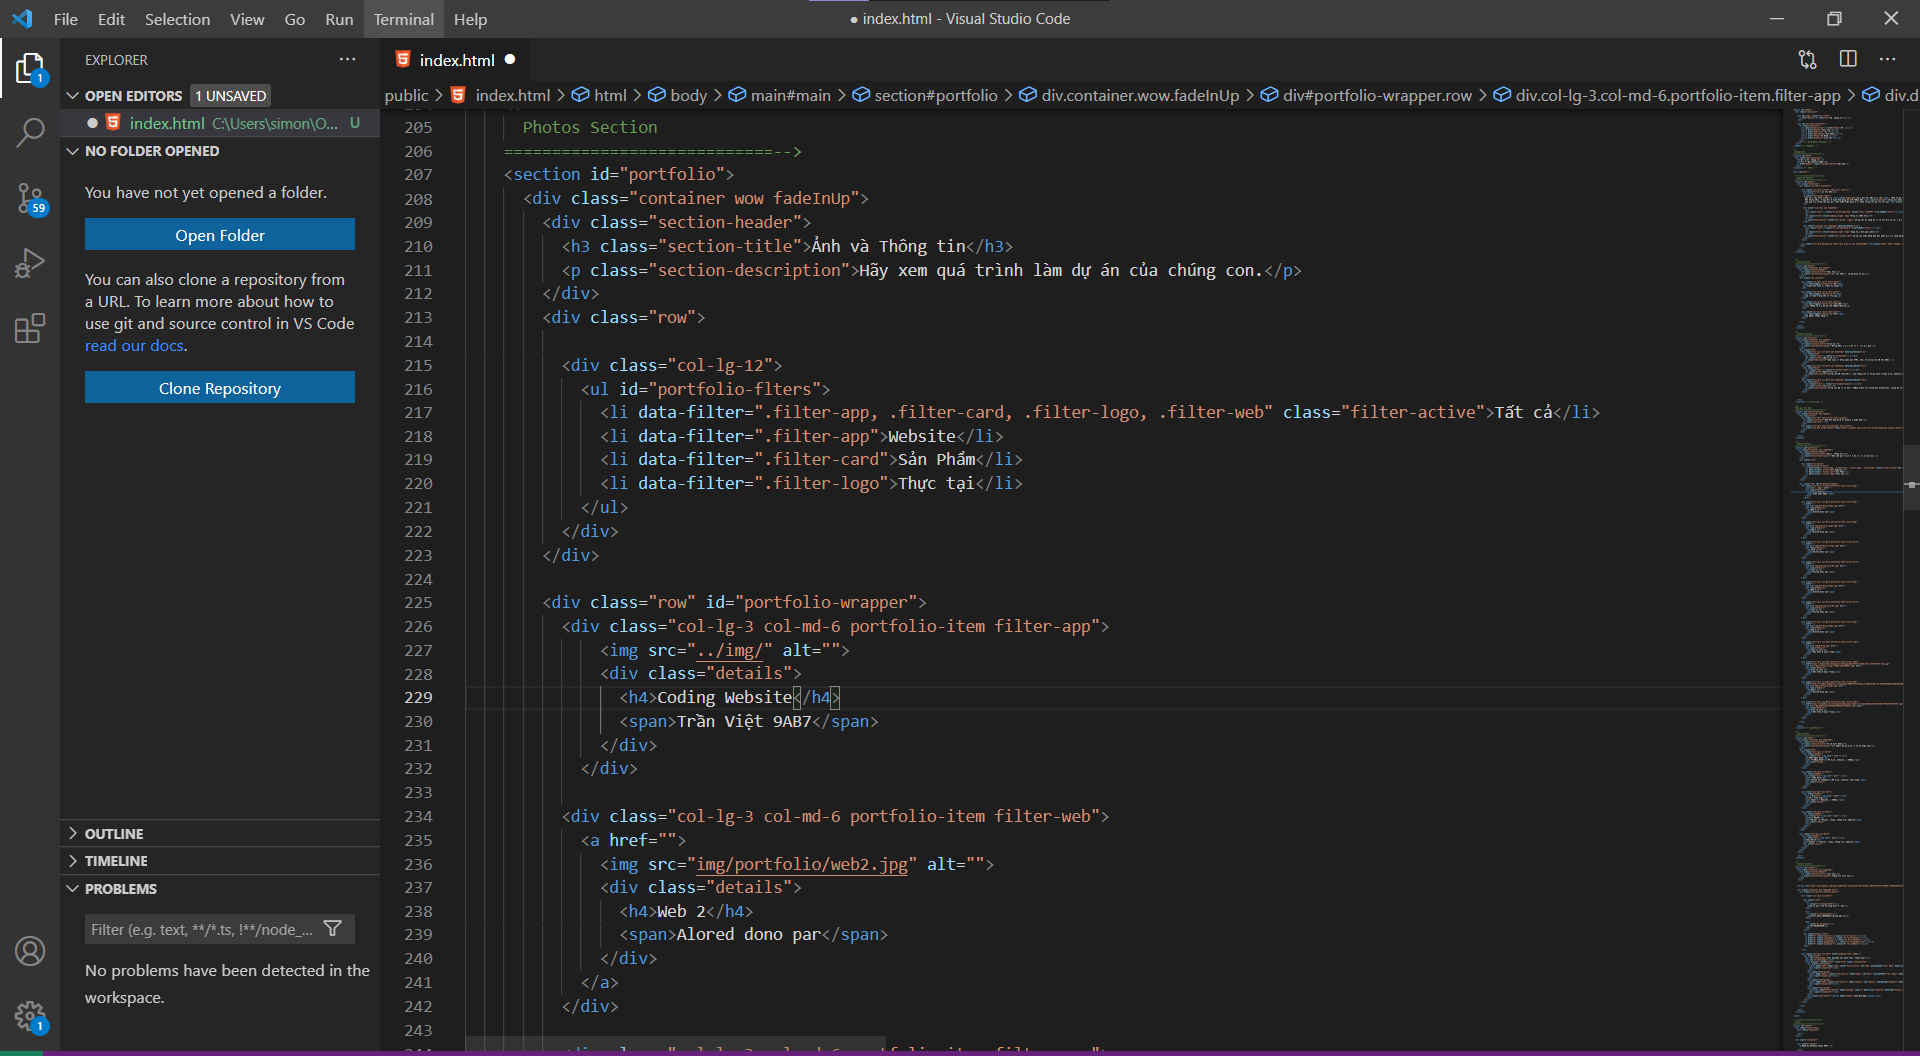 File Edit Selection View Go Run Terminal Help
● index.html - Visual Studio Code
EXPLORER
OPEN EDITORS 1 UNSAVED
index.html C:\Users\simon\O... U
NO FOLDER OPENED
You have not yet opened a folder.
Open Folder
You can also clone a repository from
a URL. To learn more about how to
use git and source control in VS Code
read our docs.
Clone Repository
OUTLINE
TIMELINE
PROBLEMS
Filter (e.g. text, **/*.ts, !**/node_...
No problems have been detected in the
workspace.
1
59
1
index.html
public > index.html > html > body > main#main > section#portfolio > div.container.wow.fadeInUp > div#portfolio-wrapper.row > div.col-lg-3.col-md-6.portfolio-item.filter-app > div.d
205 Photos Section
206 ============================-->
207 <section id="portfolio">
208 <div class="container wow fadeInUp">
209 <div class="section-header">
210 <h3 class="section-title">Ảnh và Thông tin</h3>
211 <p class="section-description">Hãy xem quá trình làm dự án của chúng con.</p>
212 </div>
213 <div class="row">
214
215 <div class="col-lg-12">
216 <ul id="portfolio-flters">
217 <li data-filter=".filter-app, .filter-card, .filter-logo, .filter-web" class="filter-active">Tất cả</li>
218 <li data-filter=".filter-app">Website</li>
219 <li data-filter=".filter-card">Sản Phẩm</li>
220 <li data-filter=".filter-logo">Thực tại</li>
221 </ul>
222 </div>
223 </div>
224
225 <div class="row" id="portfolio-wrapper">
226 <div class="col-lg-3 col-md-6 portfolio-item filter-app">
227 <img src="../img/" alt="">
228 <div class="details">
229 <h4>Coding Website</h4>
230 <span>Trần Việt 9AB7</span>
231 </div>
232 </div>
233
234 <div class="col-lg-3 col-md-6 portfolio-item filter-web">
235 <a href="">
236 <img src="img/portfolio/web2.jpg" alt="">
237 <div class="details">
238 <h4>Web 2</h4>
239 <span>Alored dono par</span>
240 </div>
241 </a>
242 </div>
243